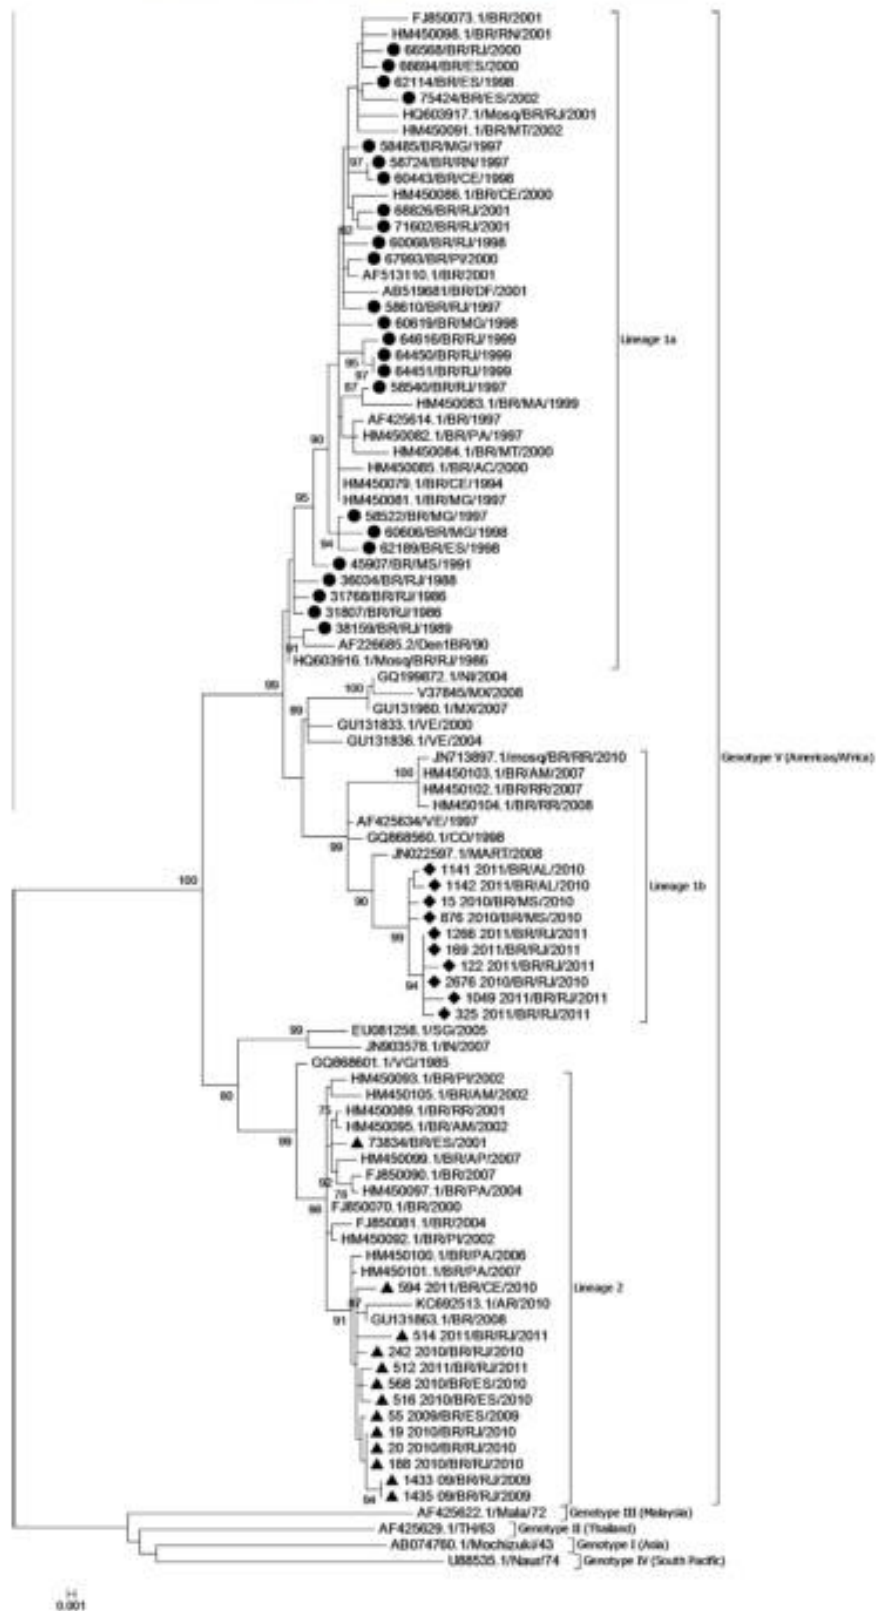 FJ850073.1/BR/2001
HM450098.1/BR/RN/2001
66568/BR/RJ/2000
66694/BR/ES/2000
62114/BR/ES/1998
75424/BR/ES/2002
HQ603917.1/Mosq/BR/RJ/2001
HM450091.1/BR/MT/2002
58485/BR/MG/1997
97
58724/BR/RN/1997
60443/BR/CE/1998
HM450086.1/BR/CE/2000
68826/BR/RJ/2001
71602/BR/RJ/2001
60068/BR/RJ/1998
67993/BR/PI/2000
AF513110.1/BR/2001
AB519681/BR/DF/2001
58610/BR/RJ/1997
60619/BR/MG/1998
64616/BR/RJ/1999
Lineage 1a
64450/BR/RJ/1999
95
64451/BR/RJ/1999
97
58540/BR/RJ/1997
87
HM450083.1/BR/MA/1999
AF425614.1/BR/1997
HM450082.1/BR/PA/1997
90
HM450084.1/BR/MT/2000
HM450085.1/BR/AC/2000
HM450079.1/BR/CE/1994
HM450081.1/BR/MG/1997
95
58522/BR/MG/1997
60606/BR/MG/1998
94
62189/BR/ES/1998
45907/BR/MS/1991
36034/BR/RJ/1988
31768/BR/RJ/1986
31807/BR/RJ/1986
38159/BR/RJ/1989
91
AF226685.2/Den1BR/90
HQ603916.1/Mosq/BR/RJ/1986
99
GQ199872.1/NI/2004
100
V37845/MX/2008
GU131980.1/MX/2007
89
GU131833.1/VE/2000
GU131836.1/VE/2004
JN713897.1/mosq/BR/RR/2010
Genotype V (Americas/Africa)
100
HM450103.1/BR/AM/2007
HM450102.1/BR/RR/2007
HM450104.1/BR/RR/2008
AF425634/VE/1997
GQ868560.1/CO/1998
99
JN022597.1/MART/2008
1141 2011/BR/AL/2010
100
1142 2011/BR/AL/2010
Lineage 1b
90
15 2010/BR/MS/2010
876 2010/BR/MS/2010
1266 2011/BR/RJ/2011
99
169 2011/BR/RJ/2011
122 2011/BR/RJ/2011
2676 2010/BR/RJ/2010
94
1049 2011/BR/RJ/2011
325 2011/BR/RJ/2011
99
EU081258.1/SG/2005
JN903578.1/IN/2007
GQ868601.1/VG/1985
HM450093.1/BR/PI/2002
80
HM450105.1/BR/AM/2002
75
HM450089.1/BR/RR/2001
HM450095.1/BR/AM/2002
99
73834/BR/ES/2001
HM450099.1/BR/AP/2007
FJ850090.1/BR/2007
92
HM450097.1/BR/PA/2004
78
98
FJ850070.1/BR/2000
FJ850081.1/BR/2004
HM450092.1/BR/PI/2002
HM450100.1/BR/PA/2006
HM450101.1/BR/PA/2007
594 2011/BR/CE/2010
Lineage 2
87
KC692513.1/AR/2010
91
GU131863.1/BR/2008
514 2011/BR/RJ/2011
242 2010/BR/RJ/2010
512 2011/BR/RJ/2011
568 2010/BR/ES/2010
516 2010/BR/ES/2010
55 2009/BR/ES/2009
19 2010/BR/RJ/2010
20 2010/BR/RJ/2010
188 2010/BR/RJ/2010
1433 09/BR/RJ/2009
94
1435 09/BR/RJ/2009
AF425622.1/Mala/72
Genotype III (Malaysia)
AF425629.1/TH/63
Genotype II (Thailand)
AB074760.1/Mochizuki/43
Genotype I (Asia)
U88535.1/Naur/74
Genotype IV (South Pacific)
0.001